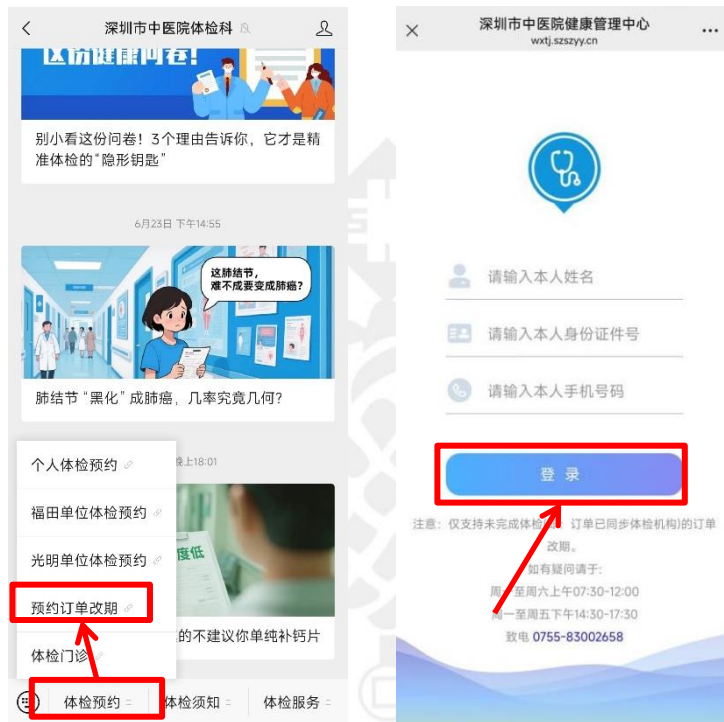 深圳市中医院体检科
这份健康问卷!
别小看这份问卷！3个理由告诉你，它才是精
准体检的“隐形钥匙”
6月23日 下午14:55
这肺结节，
难不成要变成肺癌?
肺结节“黑化”成肺癌，几率究竟几何?
晚上18:01
个人体检预约
福田单位体检预约
光明单位体检预约
预约订单改期
体检门诊
度低
的不建议你单纯补钙片
体检预约
体检须知
体检服务
深圳市中医院健康管理中心
wxtj.szszyy.cn
请输入本人姓名
请输入本人身份证件号
请输入本人手机号码
登 录
注意：仅支持未完成体检
订单已同步体检机构)的订单
改期。
如有疑问请于:
周一至周六上午07:30-12:00
周一至周五下午14:30-17:30
致电 0755-83002658